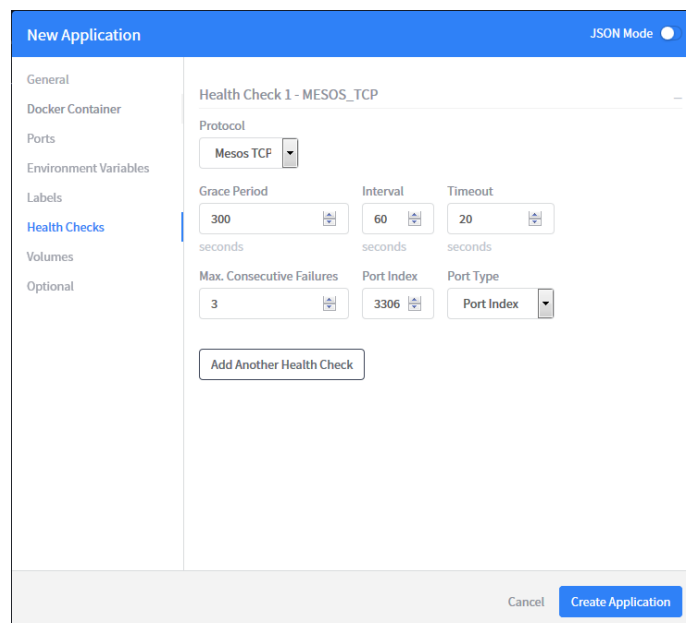 New Application
JSON Mode
General
Docker Container
Ports
Environment Variables
Labels
Health Checks
Volumes
Optional
Health Check 1 - MESOS_TCP
Protocol
Mesos TCP
Grace Period Interval Timeout
300 60 20
seconds seconds seconds
Max. Consecutive Failures Port Index Port Type
3 3306 Port Index
Add Another Health Check
Cancel Create Application